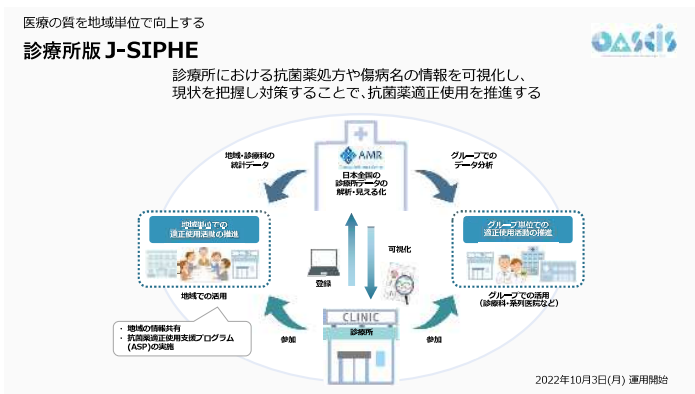 医療の質を地域単位で向上する
診療所版 J-SIPHE
OASCIS
診療所における抗菌薬処方や傷病名の情報を可視化し、
現状を把握し対策することで、抗菌薬適正使用を推進する
地域・診療科の
統計データ
AMR
日本全国の
診療所データの
解析・見える化
グループでの
データ分析
地域単位での
適正使用活動の推進
グループ単位での
適正使用活動の推進
可視化
登録
地域での活用
グループでの活用
(診療科・系列医院など)
・ 地域の情報共有
・ 抗菌薬適正使用支援プログラム
(ASP)の実施
参加
CLINIC
診療所
参加
2022年10月3日(月) 運用開始